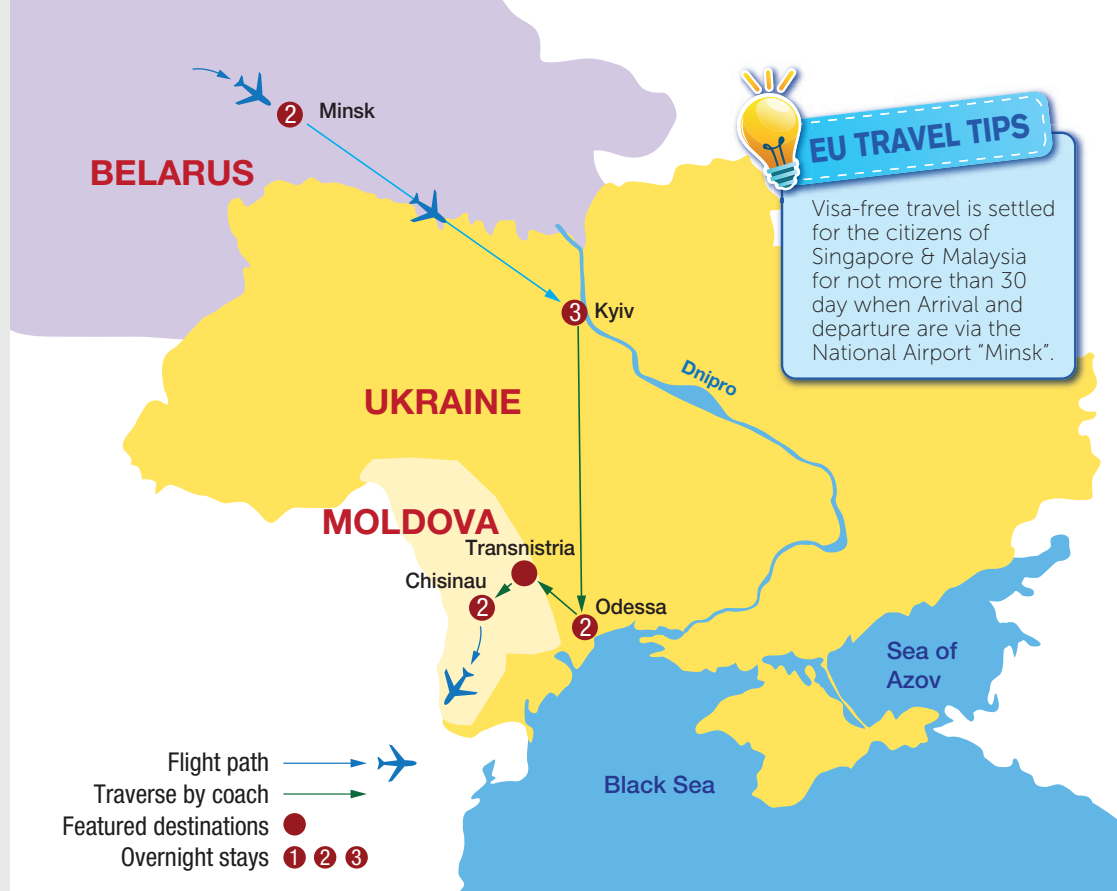 2 Minsk
BELARUS
EU TRAVEL TIPS
Visa-free travel is settled
for the citizens of
Singapore & Malaysia
for not more than 30
day when Arrival and
departure are via the
National Airport “Minsk”.
3 Kyiv
Dnipro
UKRAINE
MOLDOVA
Transnistria
Chisinau
2
Odessa
2
Sea of
Azov
Black Sea
Flight path
Traverse by coach
Featured destinations
Overnight stays 1 2 3